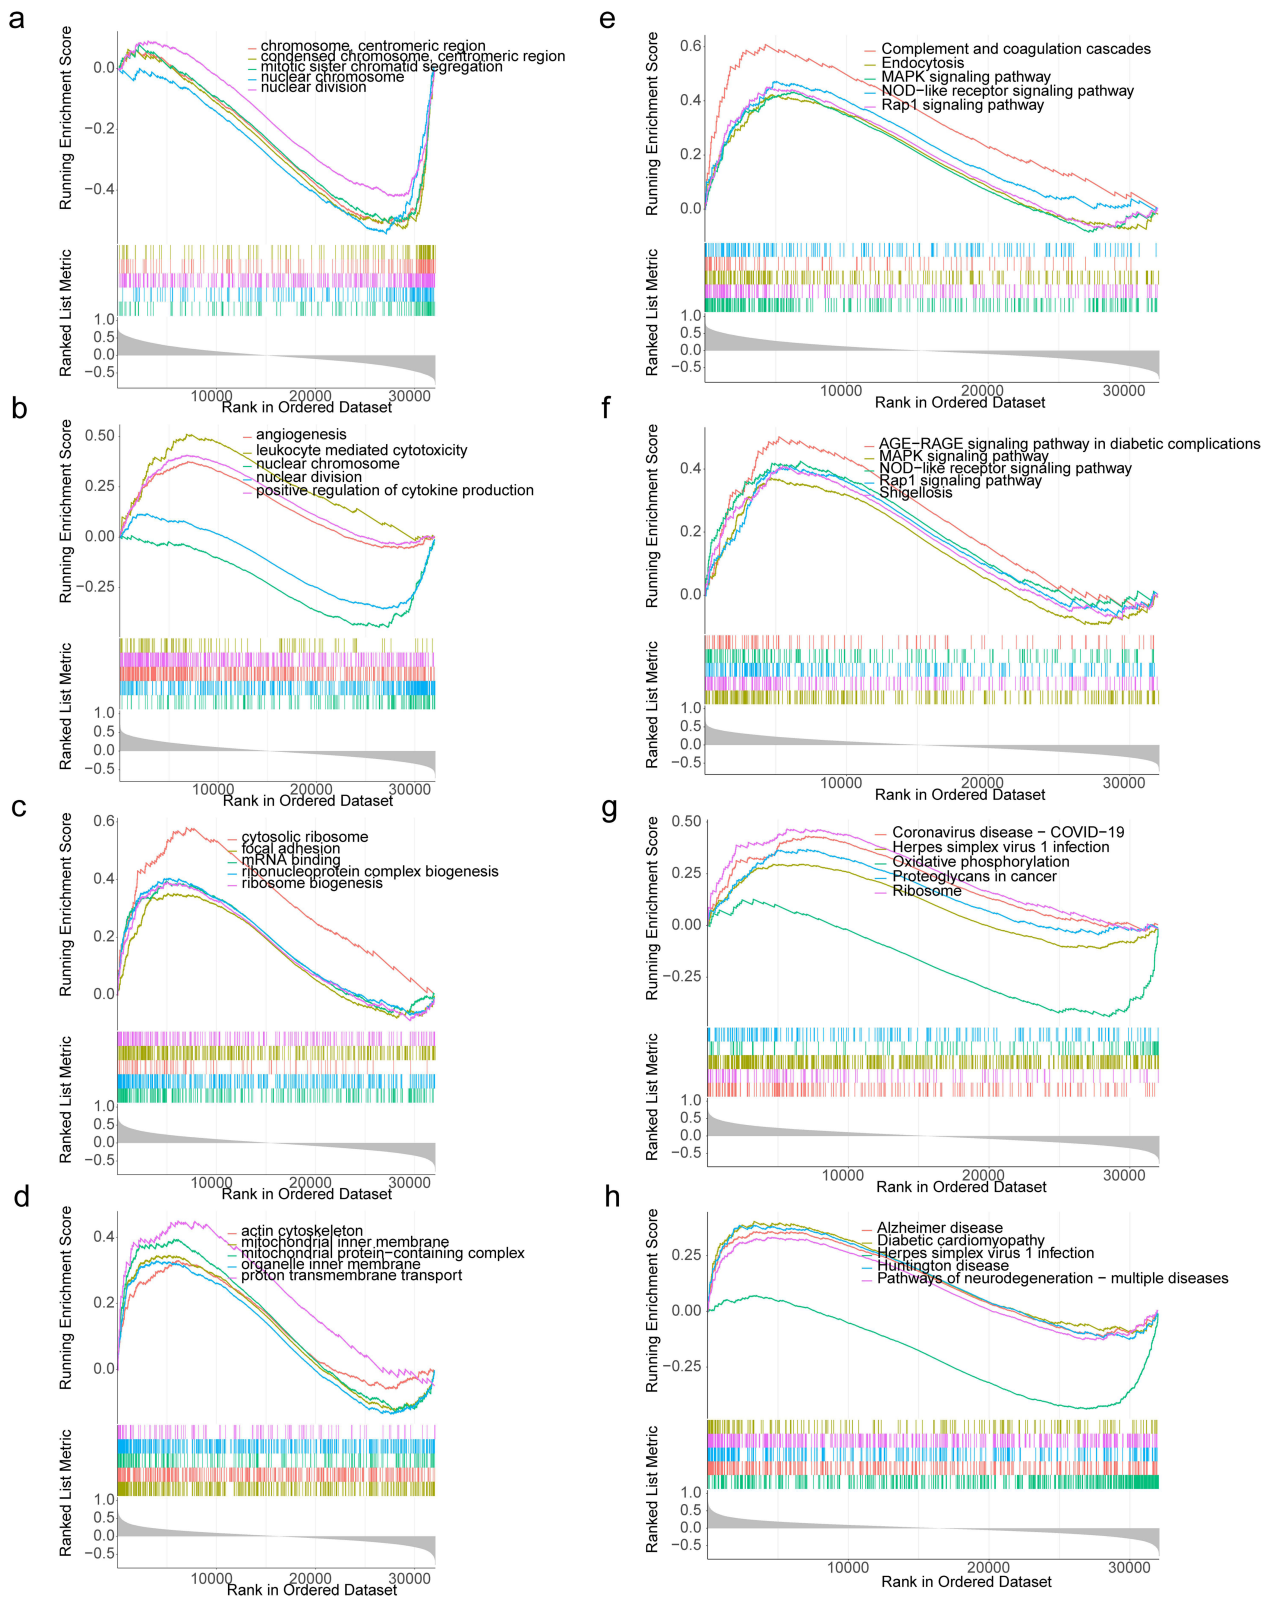 a
Running Enrichment Score
0.0
−0.2
−0.4
chromosome, centromeric region
condensed chromosome, centromeric region
mitotic sister chromatid segregation
nuclear chromosome
nuclear division
Ranked List Metric
1.0
0.5
0.0
−0.5
10000
20000
30000
Rank in Ordered Dataset
b
Running Enrichment Score
0.50
0.25
0.00
−0.25
angiogenesis
leukocyte mediated cytotoxicity
nuclear chromosome
nuclear division
positive regulation of cytokine production
Ranked List Metric
1.0
0.5
0.0
−0.5
10000
20000
30000
Rank in Ordered Dataset
c
Running Enrichment Score
0.6
0.4
0.2
0.0
cytosolic ribosome
focal adhesion
mRNA binding
ribonucleoprotein complex biogenesis
ribosome biogenesis
Ranked List Metric
1.0
0.5
0.0
−0.5
10000
20000
30000
Rank in Ordered Dataset
d
Running Enrichment Score
0.4
0.2
0.0
actin cytoskeleton
mitochondrial inner membrane
mitochondrial protein−containing complex
organelle inner membrane
proton transmembrane transport
Ranked List Metric
1.0
0.5
0.0
−0.5
10000
20000
30000
Rank in Ordered Dataset
e
Running Enrichment Score
0.6
0.4
0.2
0.0
Complement and coagulation cascades
Endocytosis
MAPK signaling pathway
NOD−like receptor signaling pathway
Rap1 signaling pathway
Ranked List Metric
1.0
0.5
0.0
−0.5
10000
20000
30000
Rank in Ordered Dataset
f
Running Enrichment Score
0.4
0.2
0.0
AGE−RAGE signaling pathway in diabetic complications
MAPK signaling pathway
NOD−like receptor signaling pathway
Rap1 signaling pathway
Shigellosis
Ranked List Metric
1.0
0.5
0.0
−0.5
10000
20000
30000
Rank in Ordered Dataset
g
Running Enrichment Score
0.50
0.25
0.00
−0.25
Coronavirus disease − COVID−19
Herpes simplex virus 1 infection
Oxidative phosphorylation
Proteoglycans in cancer
Ribosome
Ranked List Metric
1.0
0.5
0.0
−0.5
10000
20000
30000
Rank in Ordered Dataset
h
Running Enrichment Score
0.25
0.00
−0.25
Alzheimer disease
Diabetic cardiomyopathy
Herpes simplex virus 1 infection
Huntington disease
Pathways of neurodegeneration − multiple diseases
Ranked List Metric
1.0
0.5
0.0
−0.5
10000
20000
30000
Rank in Ordered Dataset